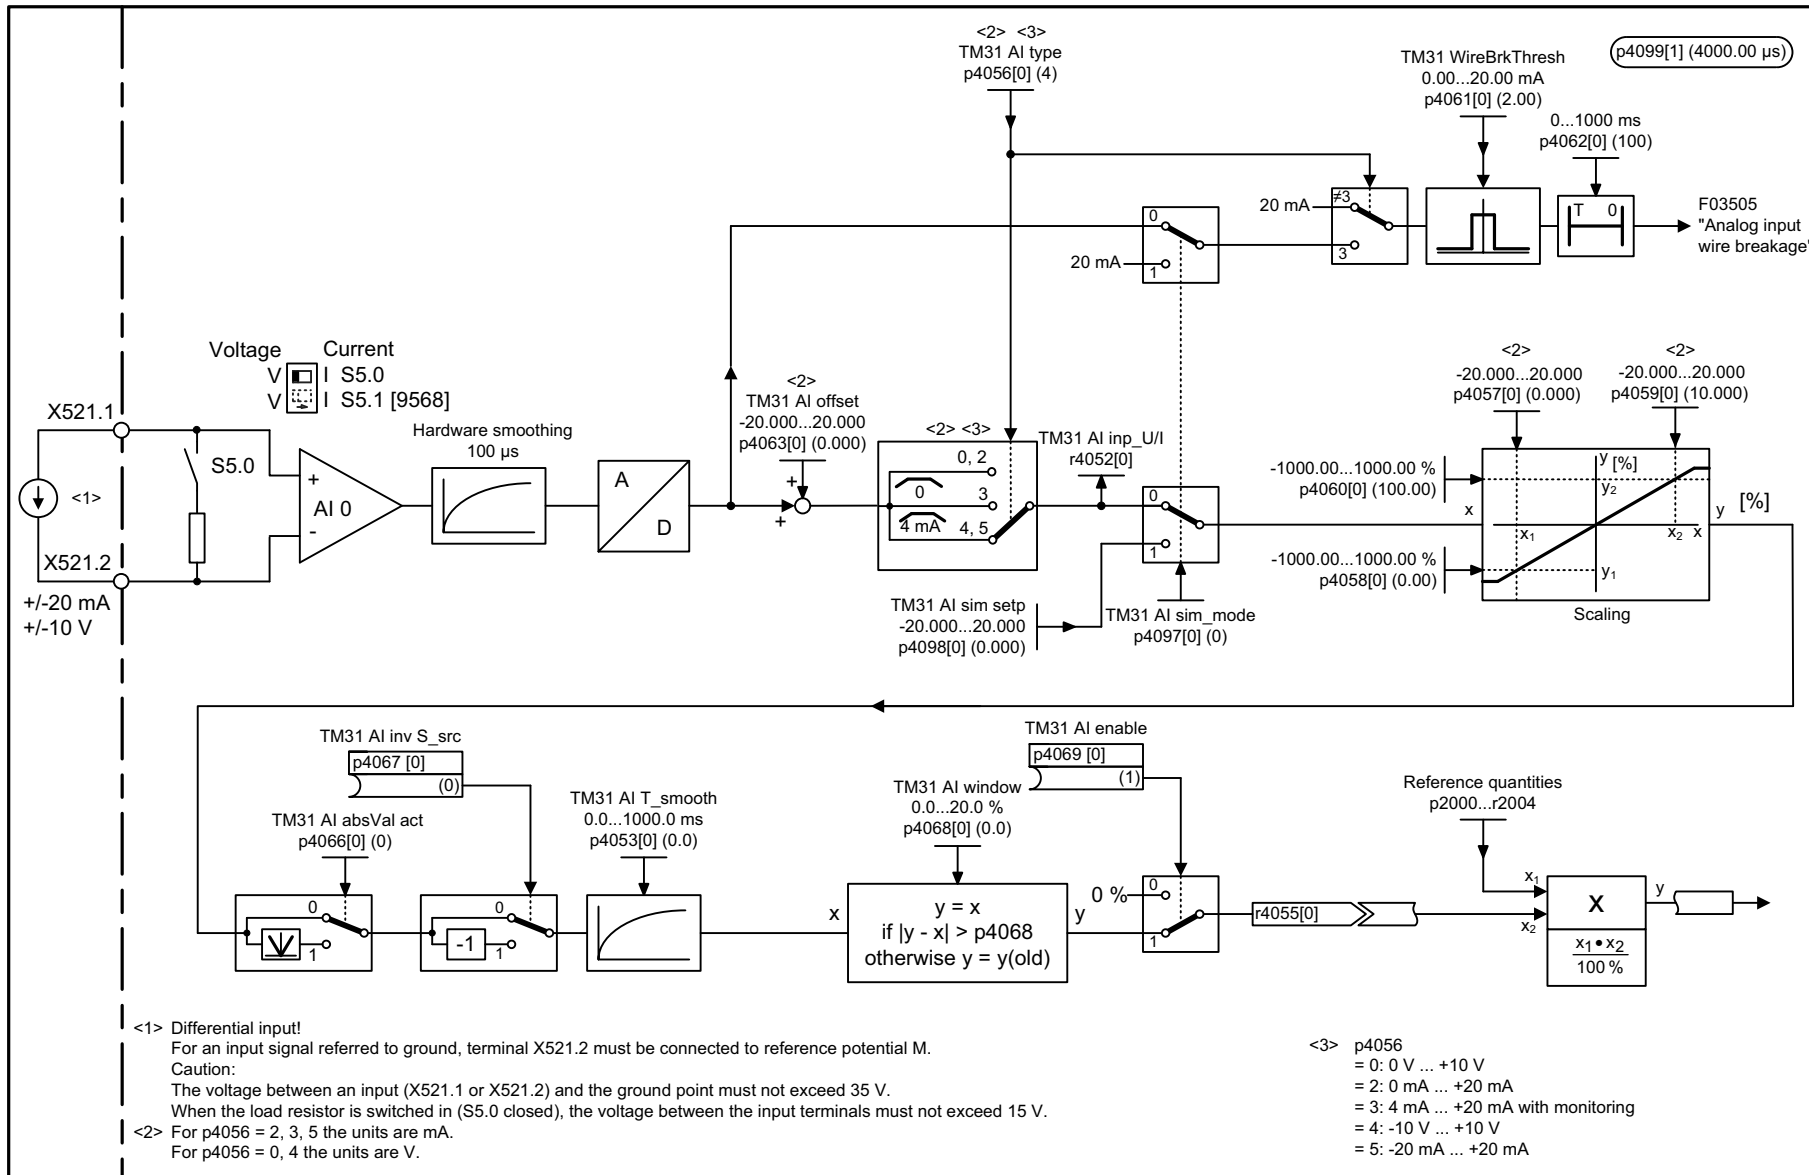 <2> <3>
TM31 AI type
p4056[0] (4)
p4099[1] (4000.00 µs)
TM31 WireBrkThresh
0.00...20.00 mA
p4061[0] (2.00)
0...1000 ms
p4062[0] (100)
≠3
20 mA
3
T 0
F03505
"Analog input
wire breakage"
0
20 mA
1
Voltage Current
V I S5.0
V I S5.1 [9568]
X521.1
S5.0
<1>
+
AI 0
-
X521.2
+/-20 mA
+/-10 V
Hardware smoothing
100 µs
A
D
<2>
TM31 AI offset
-20.000...20.000
p4063[0] (0.000)
+
+
<2> <3>
0, 2
0
3
4 mA
4, 5
TM31 AI inp_U/I
r4052[0]
0
1
TM31 AI sim setp
-20.000...20.000
p4098[0] (0.000)
TM31 AI sim_mode
p4097[0] (0)
<2>
-20.000...20.000
p4057[0] (0.000)
<2>
-20.000...20.000
p4059[0] (10.000)
-1000.00...1000.00 %
p4060[0] (100.00)
x
-1000.00...1000.00 %
p4058[0] (0.00)
y [%]
y2
x1
x2 x
y1
y [%]
Scaling
TM31 AI inv S_src
p4067 [0]
(0)
TM31 AI absVal act
p4066[0] (0)
0
1
0
-1
1
TM31 AI T_smooth
0.0...1000.0 ms
p4053[0] (0.0)
TM31 AI window
0.0...20.0 %
p4068[0] (0.0)
x
y = x
if |y - x| > p4068
otherwise y = y(old)
y
TM31 AI enable
p4069 [0]
(1)
0 %
0
1
r4055[0]
Reference quantities
p2000...r2004
x1
x2
X
x1 • x2
100 %
y
<1> Differential input!
For an input signal referred to ground, terminal X521.2 must be connected to reference potential M.
Caution:
The voltage between an input (X521.1 or X521.2) and the ground point must not exceed 35 V.
When the load resistor is switched in (S5.0 closed), the voltage between the input terminals must not exceed 15 V.
<2> For p4056 = 2, 3, 5 the units are mA.
For p4056 = 0, 4 the units are V.
<3> p4056
= 0: 0 V ... +10 V
= 2: 0 mA ... +20 mA
= 3: 4 mA ... +20 mA with monitoring
= 4: -10 V ... +10 V
= 5: -20 mA ... +20 mA